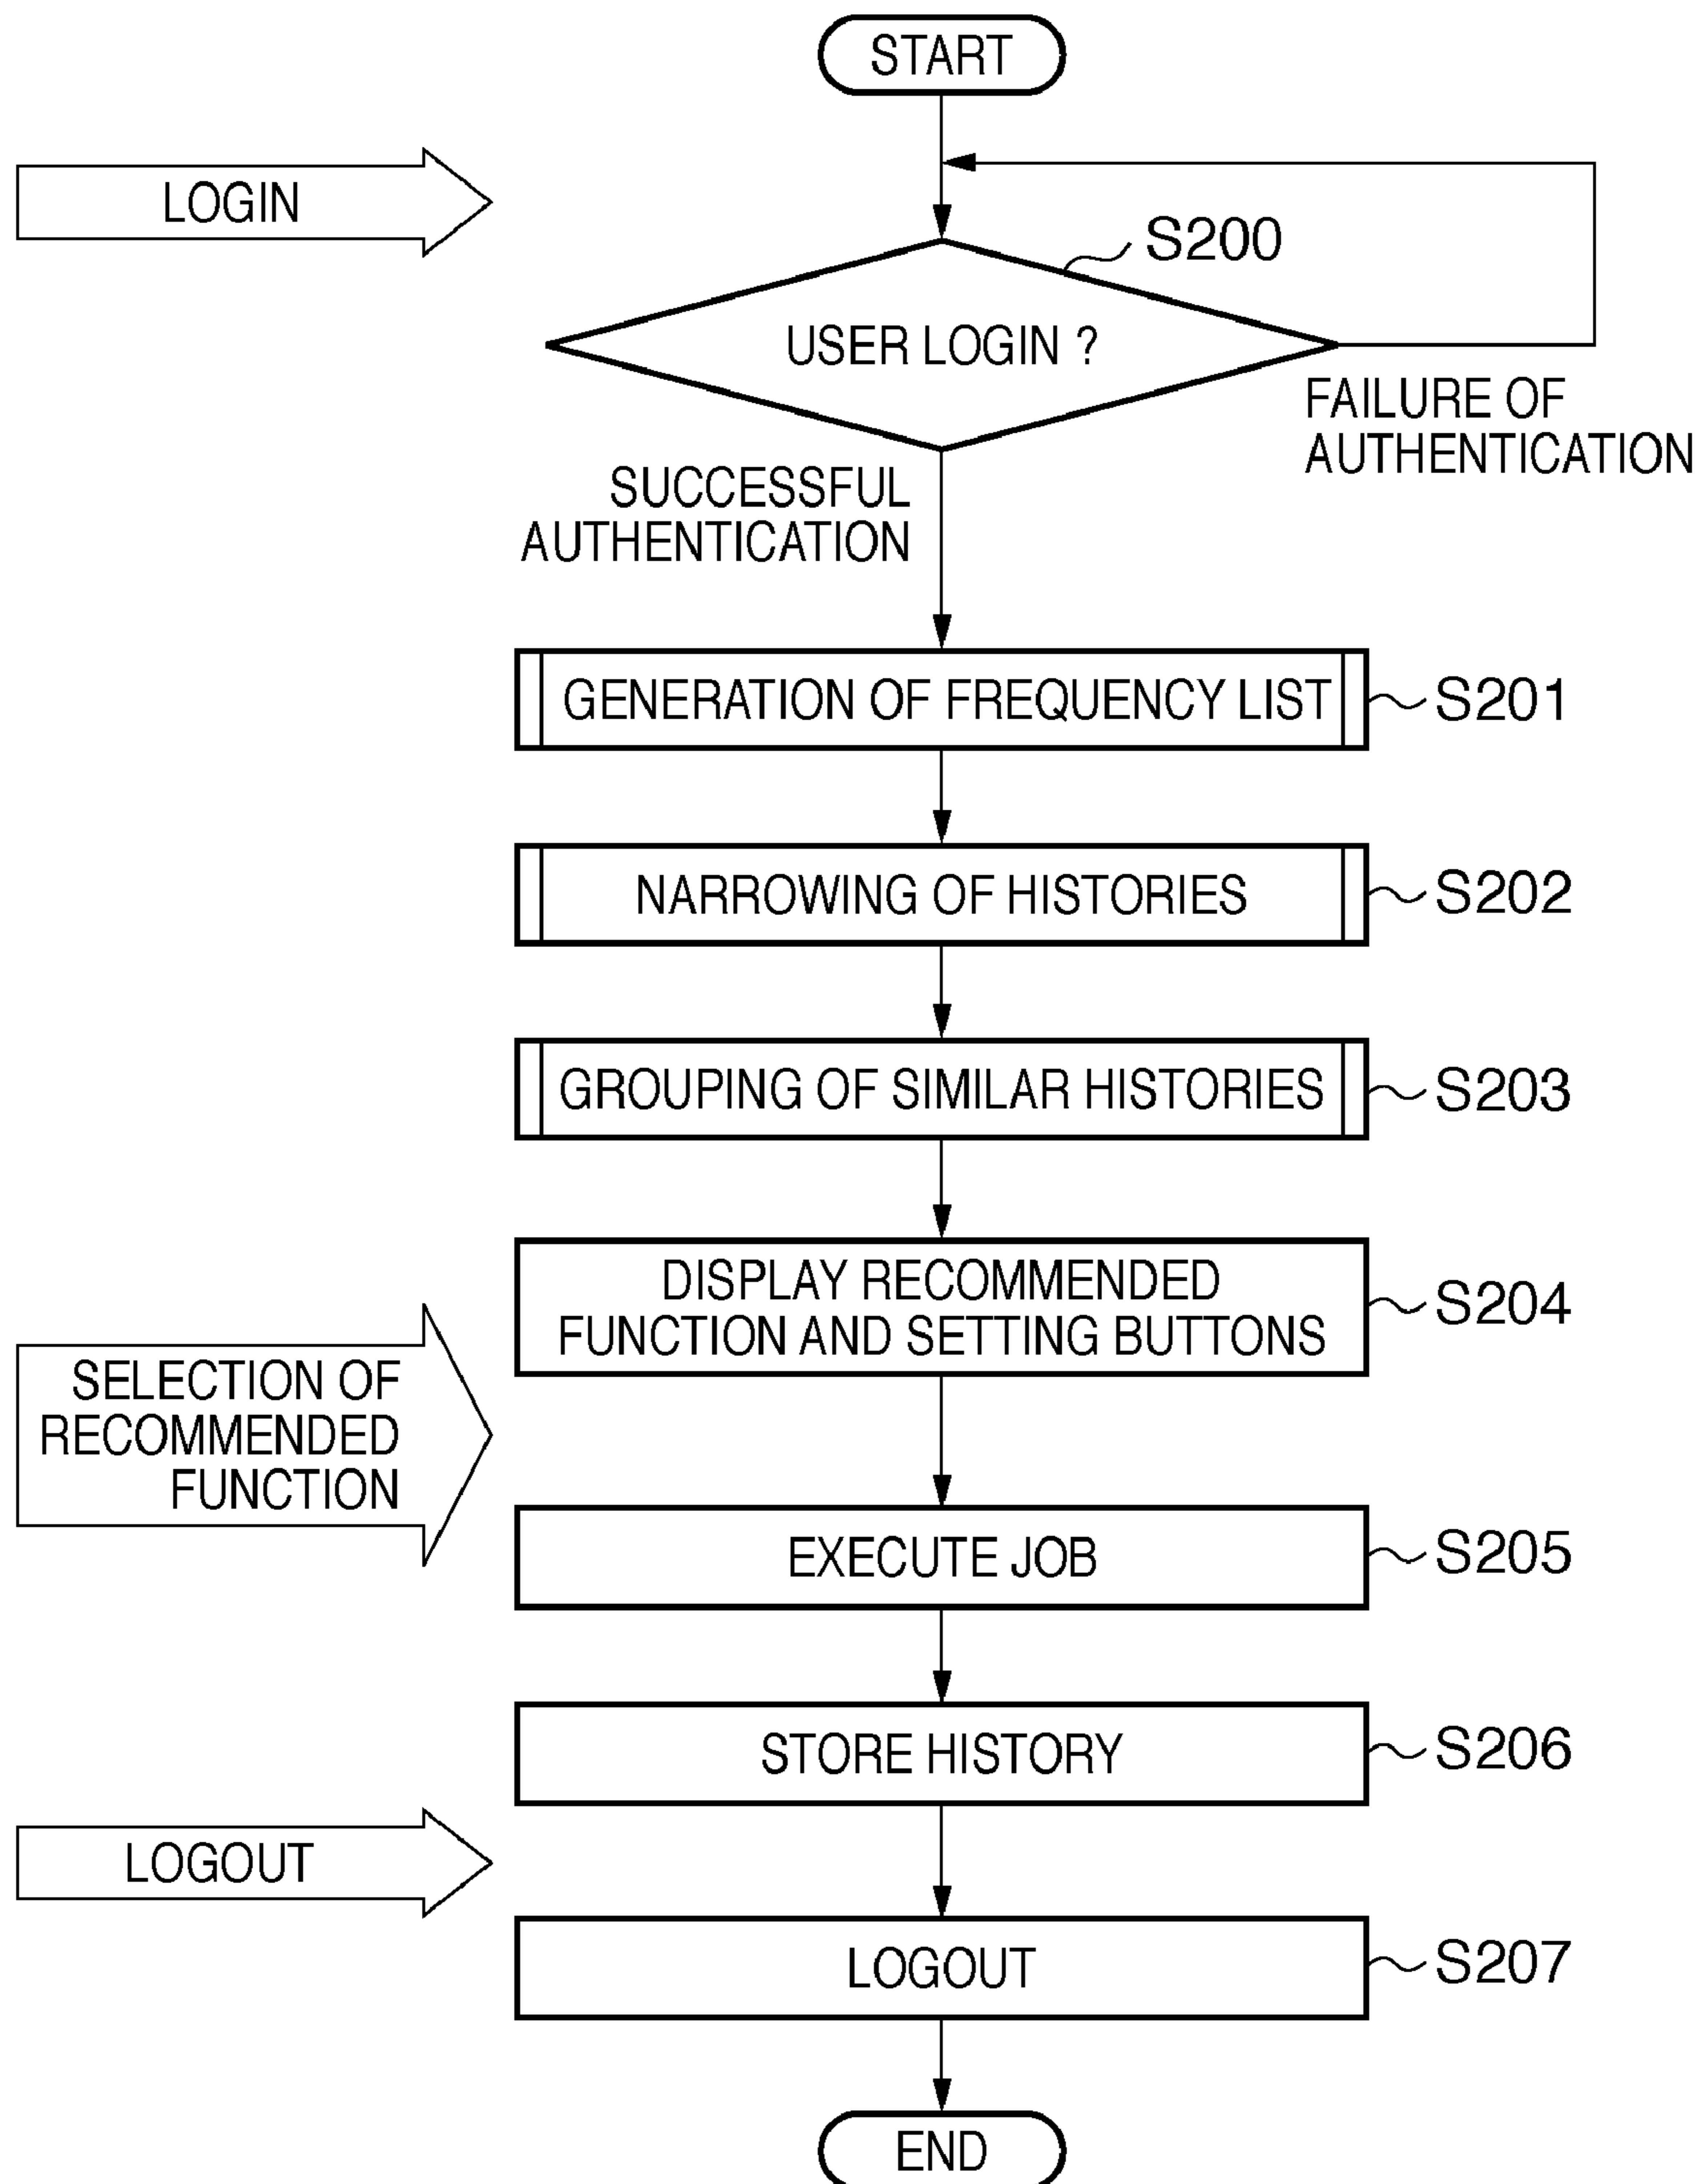 START
LOGIN
S200
USER LOGIN ?
FAILURE OF
AUTHENTICATION
SUCCESSFUL
AUTHENTICATION
GENERATION OF FREQUENCY LIST
S201
NARROWING OF HISTORIES
S202
GROUPING OF SIMILAR HISTORIES
S203
DISPLAY RECOMMENDED
FUNCTION AND SETTING BUTTONS
S204
SELECTION OF
RECOMMENDED
FUNCTION
EXECUTE JOB
S205
STORE HISTORY
S206
LOGOUT
LOGOUT
S207
END